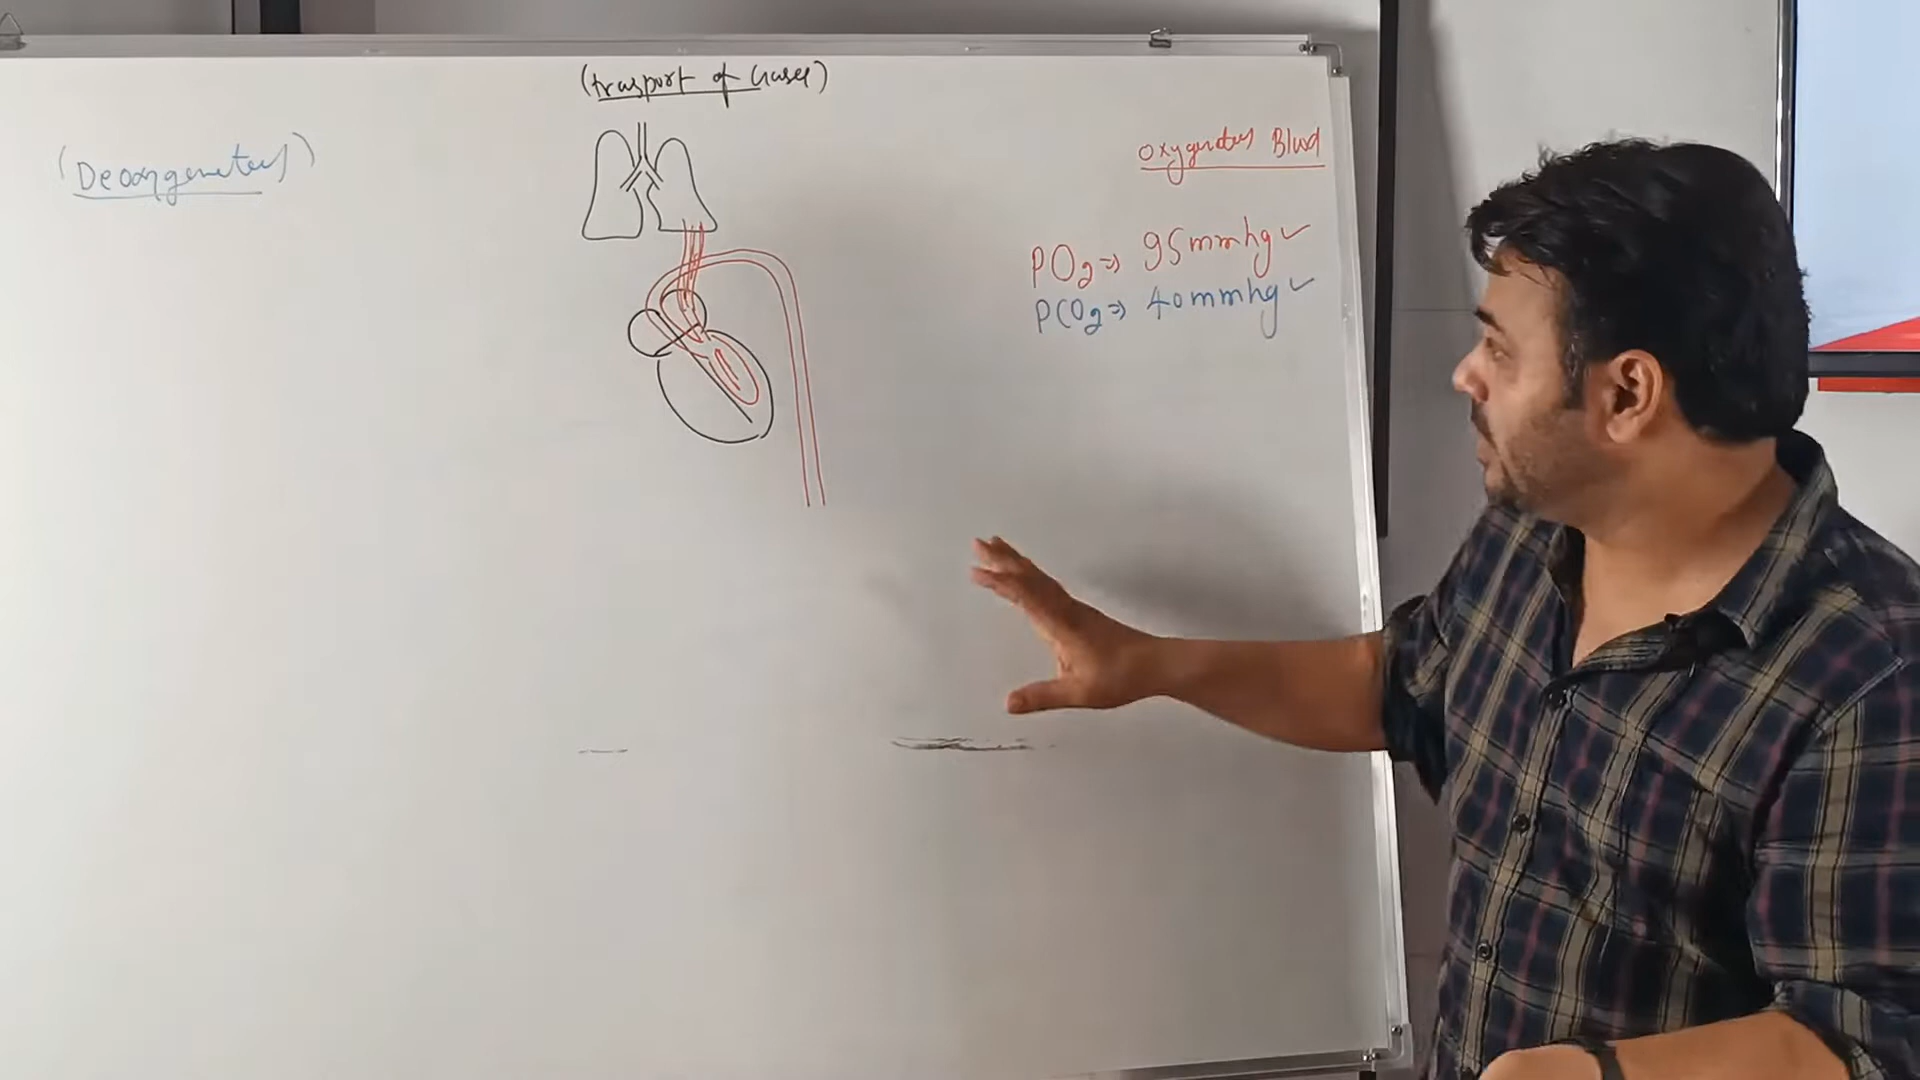 (trasport of Gases)
(Deoxygenated)
Oxygenated Blood
PO2 => 95mmhg ✓
PCO2 => 40mmhg ✓